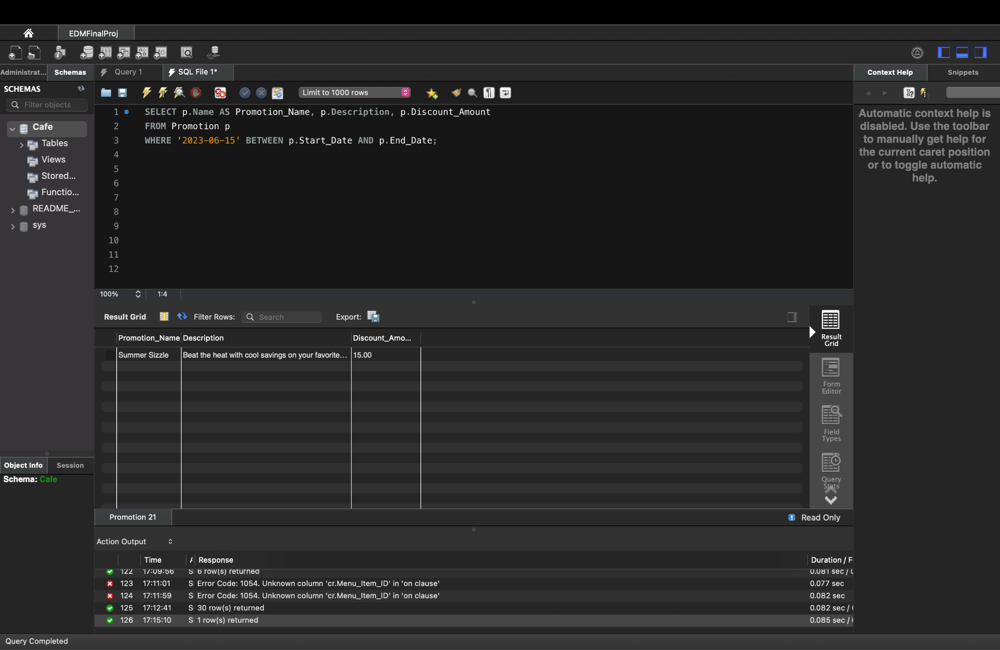 EDMFinalProj
Administrat...
Schemas
Query 1
SQL File 1*
Context Help
Snippets
SCHEMAS
Filter objects
Limit to 1000 rows
Cafe
Tables
Views
Stored...
Functio...
README_...
sys
1 SELECT p.Name AS Promotion_Name, p.Description, p.Discount_Amount
2 FROM Promotion p
3 WHERE '2023-06-15' BETWEEN p.Start_Date AND p.End_Date;
4
5
6
7
8
9
10
11
12
Automatic context help is
disabled. Use the toolbar
to manually get help for
the current caret position
or to toggle automatic
help.
100% 1:4
Result Grid Filter Rows: Search Export:
Promotion_Name Description Discount_Amo...
Summer Sizzle Beat the heat with cool savings on your favorite... 15.00
Result
Grid
Form
Editor
Field
Types
Query
Stats
Object Info Session
Schema: Cafe
Promotion 21
Read Only
Action Output
Time Response Duration / F
122 17:09:56 S 6 row(s) returned 0.081 sec /
123 17:11:01 S Error Code: 1054. Unknown column 'cr.Menu_Item_ID' in 'on clause' 0.077 sec
124 17:11:59 S Error Code: 1054. Unknown column 'cr.Menu_Item_ID' in 'on clause' 0.082 sec
125 17:12:41 S 30 row(s) returned 0.082 sec /
126 17:15:10 S 1 row(s) returned 0.085 sec /
Query Completed